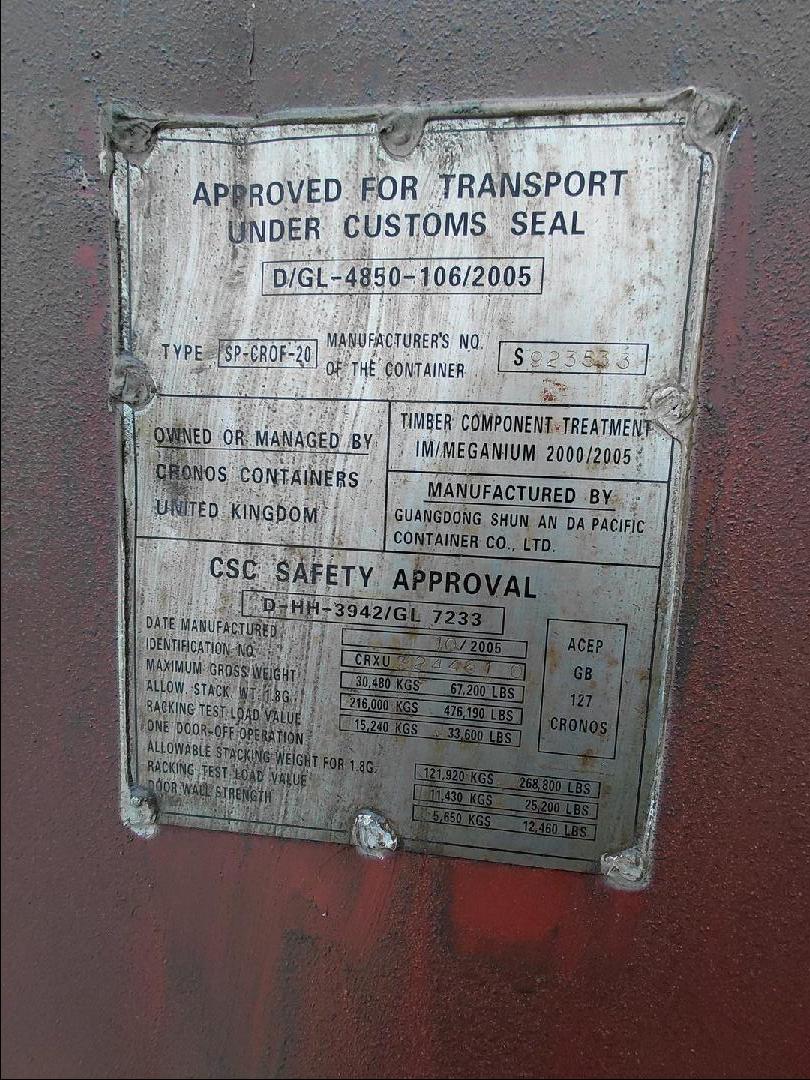 APPROVED FOR TRANSPORT
UNDER CUSTOMS SEAL
D/GL-4850-106/2005
TYPE SP-CROF-20 MANUFACTURER'S NO. OF THE CONTAINER S 923533
OWNED OR MANAGED BY
CRONOS CONTAINERS
UNITED KINGDOM
TIMBER COMPONENT TREATMENT
IM/MEGANIUM 2000/2005
MANUFACTURED BY
GUANGDONG SHUN AN DA PACIFIC
CONTAINER CO., LTD.
CSC SAFETY APPROVAL
D-HH-3942/GL 7233
DATE MANUFACTURED 10/2005
IDENTIFICATION NO. CRXU
MAXIMUM GROSS WEIGHT 30,480 KGS 67,200 LBS
ALLOW. STACK WT. 1.8G 216,000 KGS 476,190 LBS
RACKING TEST LOAD VALUE 15,240 KGS 33,600 LBS
ONE DOOR-OFF OPERATION
ALLOWABLE STACKING WEIGHT FOR 1.8G. 121,920 KGS 268,800 LBS
RACKING TEST LOAD VALUE 11,430 KGS 25,200 LBS
DOOR WALL STRENGTH 5,650 KGS 12,460 LBS
ACEP
GB
127
CRONOS